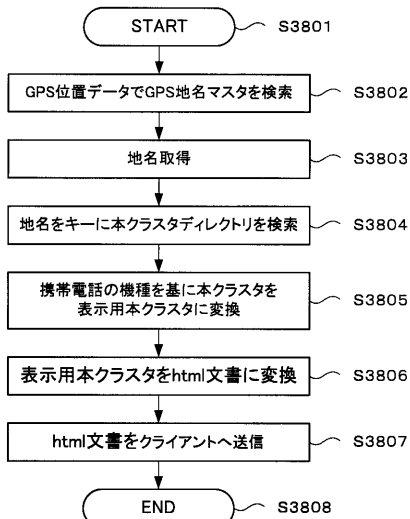 START
S3801
GPS位置データでGPS地名マスタを検索
S3802
地名取得
S3803
地名をキーに本クラスタディレクトリを検索
S3804
携帯電話の機種を基に本クラスタを
表示用本クラスタに変換
S3805
表示用本クラスタをhtml文書に変換
S3806
html文書をクライアントへ送信
S3807
END
S3808